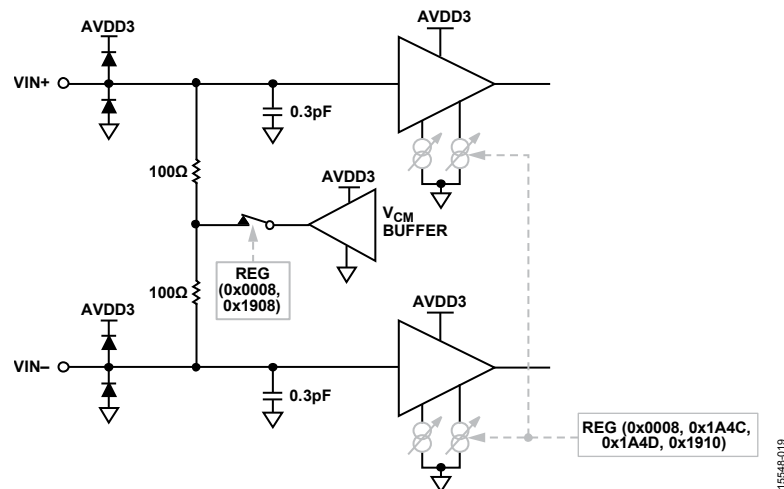 AVDD3
AVDD3
VIN+
0.3pF
100Ω
AVDD3
VCM
BUFFER
REG
(0x0008,
0x1908)
100Ω
AVDD3
AVDD3
VIN–
0.3pF
REG (0x0008, 0x1A4C,
0x1A4D, 0x1910)
15548-019